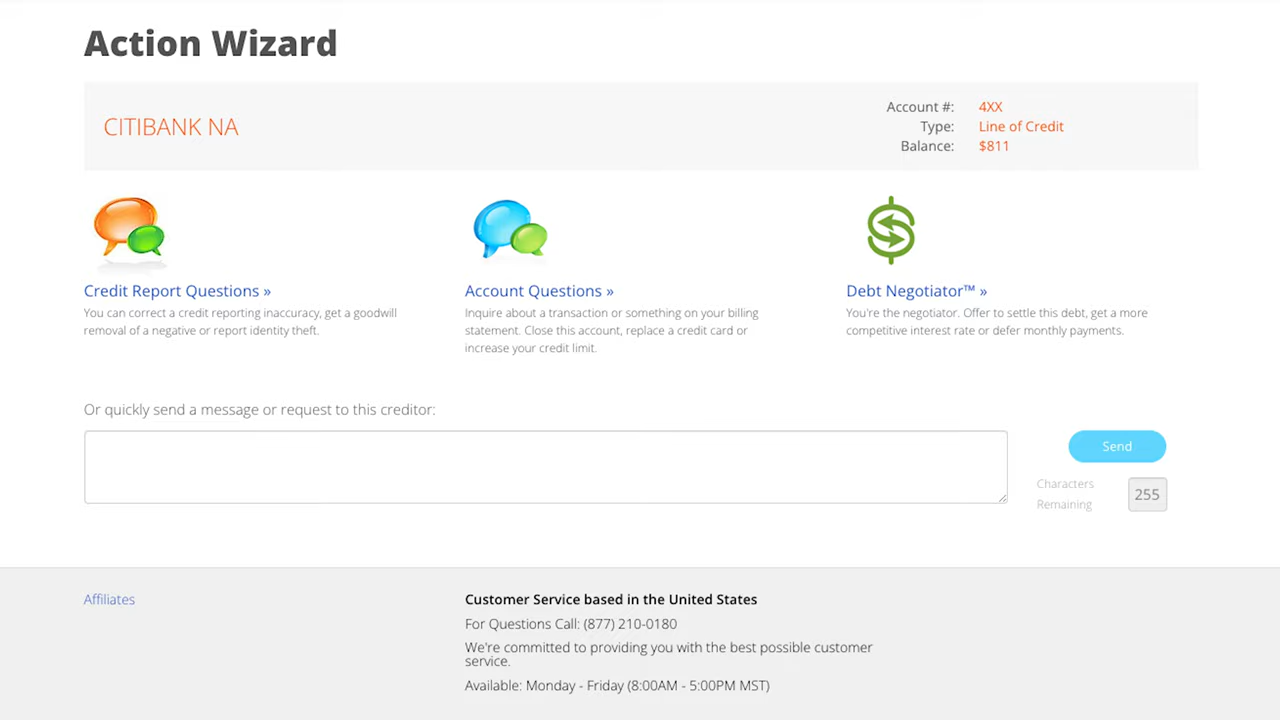 Action Wizard
CITIBANK NA
Account #: 4XX
Type: Line of Credit
Balance: $811
Credit Report Questions »
You can correct a credit reporting inaccuracy, get a goodwill
removal of a negative or report identity theft.
Account Questions »
Inquire about a transaction or something on your billing
statement. Close this account, replace a credit card or
increase your credit limit.
Debt Negotiator™ »
You're the negotiator. Offer to settle this debt, get a more
competitive interest rate or defer monthly payments.
Or quickly send a message or request to this creditor:
Send
Characters
Remaining
255
Affiliates
Customer Service based in the United States
For Questions Call: (877) 210-0180
We're committed to providing you with the best possible customer
service.
Available: Monday - Friday (8:00AM - 5:00PM MST)